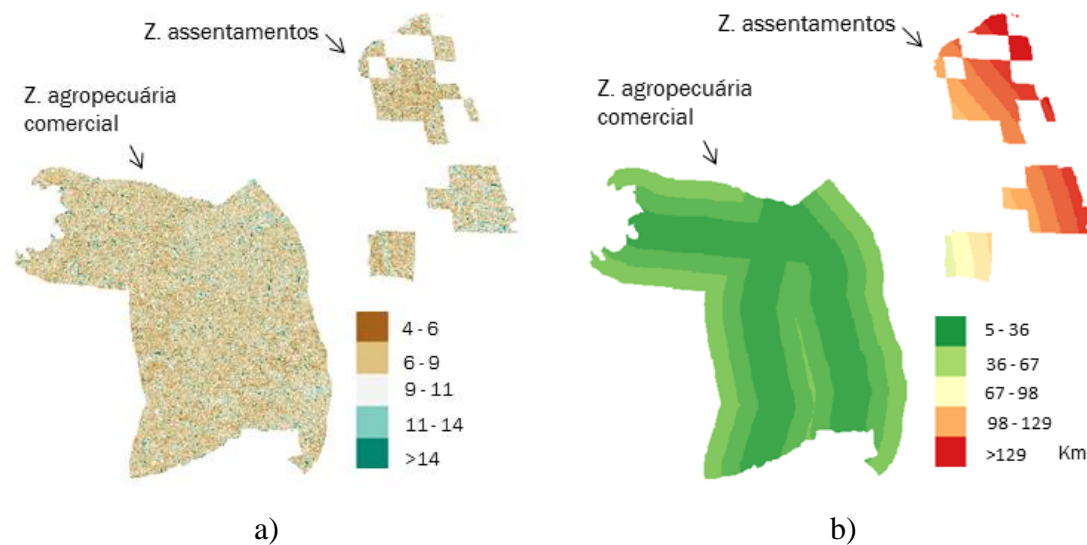 Z. assentamentos
Z. agropecuária
comercial
4 - 6
6 - 9
9 - 11
11 - 14
>14
a)
Z. assentamentos
Z. agropecuária
comercial
5 - 36
36 - 67
67 - 98
98 - 129
>129 Km
b)